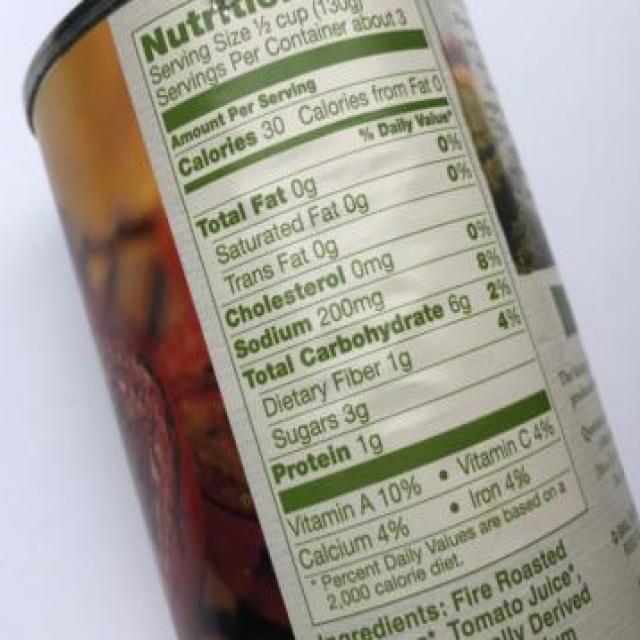 Nutrition
Serving Size ½ cup (130g)
Servings Per Container about 3
Amount Per Serving
Calories 30 Calories from Fat 0
% Daily Value*
Total Fat 0g 0%
Saturated Fat 0g 0%
Trans Fat 0g
Cholesterol 0mg 0%
Sodium 200mg 8%
Total Carbohydrate 6g 2%
Dietary Fiber 1g 4%
Sugars 3g
Protein 1g
Vitamin A 10% • Vitamin C 4%
Calcium 4% • Iron 4%
* Percent Daily Values are based on a
2,000 calorie diet.
Ingredients: Fire Roasted
Tomato Juice*,
Derived